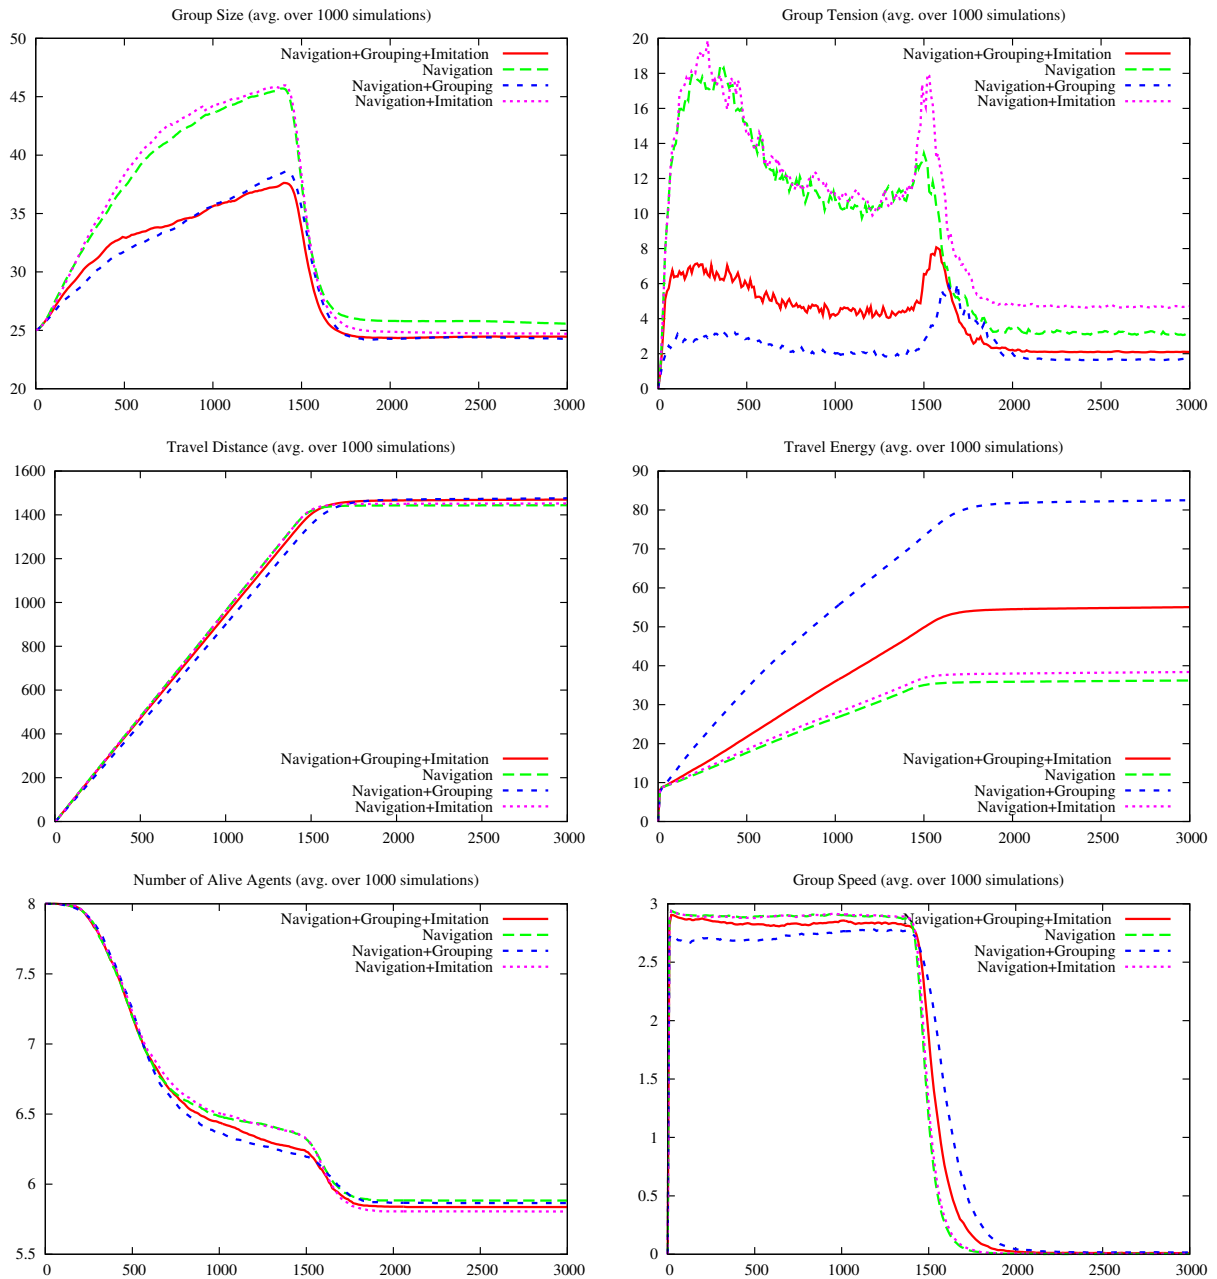 Group Size (avg. over 1000 simulations)
50
45
40
35
30
25
20
0 500 1000 1500 2000 2500 3000
Navigation+Grouping+Imitation
Navigation
Navigation+Grouping
Navigation+Imitation
Group Tension (avg. over 1000 simulations)
20
18
16
14
12
10
8
6
4
2
0
0 500 1000 1500 2000 2500 3000
Navigation+Grouping+Imitation
Navigation
Navigation+Grouping
Navigation+Imitation
Travel Distance (avg. over 1000 simulations)
1600
1400
1200
1000
800
600
400
200
0
0 500 1000 1500 2000 2500 3000
Navigation+Grouping+Imitation
Navigation
Navigation+Grouping
Navigation+Imitation
Travel Energy (avg. over 1000 simulations)
90
80
70
60
50
40
30
20
10
0
0 500 1000 1500 2000 2500 3000
Navigation+Grouping+Imitation
Navigation
Navigation+Grouping
Navigation+Imitation
Number of Alive Agents (avg. over 1000 simulations)
8
7.5
7
6.5
6
5.5
0 500 1000 1500 2000 2500 3000
Navigation+Grouping+Imitation
Navigation
Navigation+Grouping
Navigation+Imitation
Group Speed (avg. over 1000 simulations)
3
2.5
2
1.5
1
0.5
0
0 500 1000 1500 2000 2500 3000
Navigation+Grouping+Imitation
Navigation
Navigation+Grouping
Navigation+Imitation